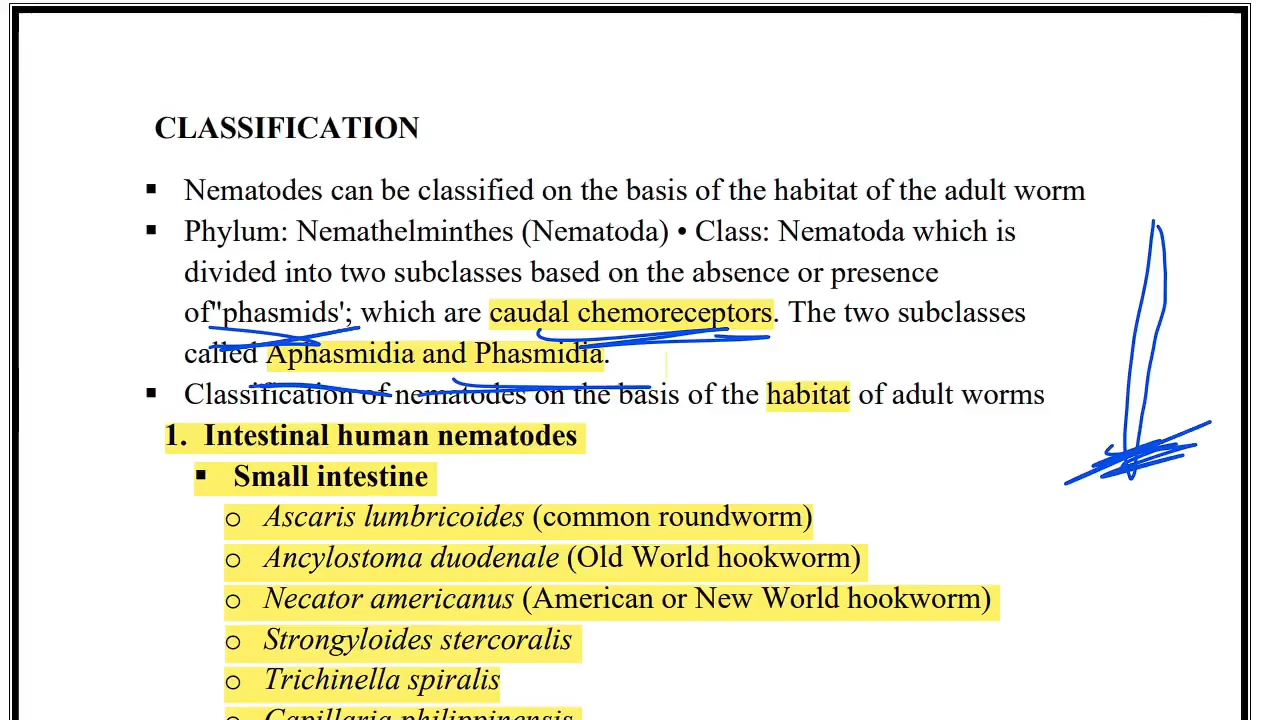 CLASSIFICATION
▪ Nematodes can be classified on the basis of the habitat of the adult worm
▪ Phylum: Nemathelminthes (Nematoda) • Class: Nematoda which is
divided into two subclasses based on the absence or presence
of"phasmids'; which are caudal chemoreceptors. The two subclasses
called Aphasmidia and Phasmidia.
▪ Classification of nematodes on the basis of the habitat of adult worms
1. Intestinal human nematodes
▪ Small intestine
o Ascaris lumbricoides (common roundworm)
o Ancylostoma duodenale (Old World hookworm)
o Necator americanus (American or New World hookworm)
o Strongyloides stercoralis
o Trichinella spiralis
o Capillaria philippinensis